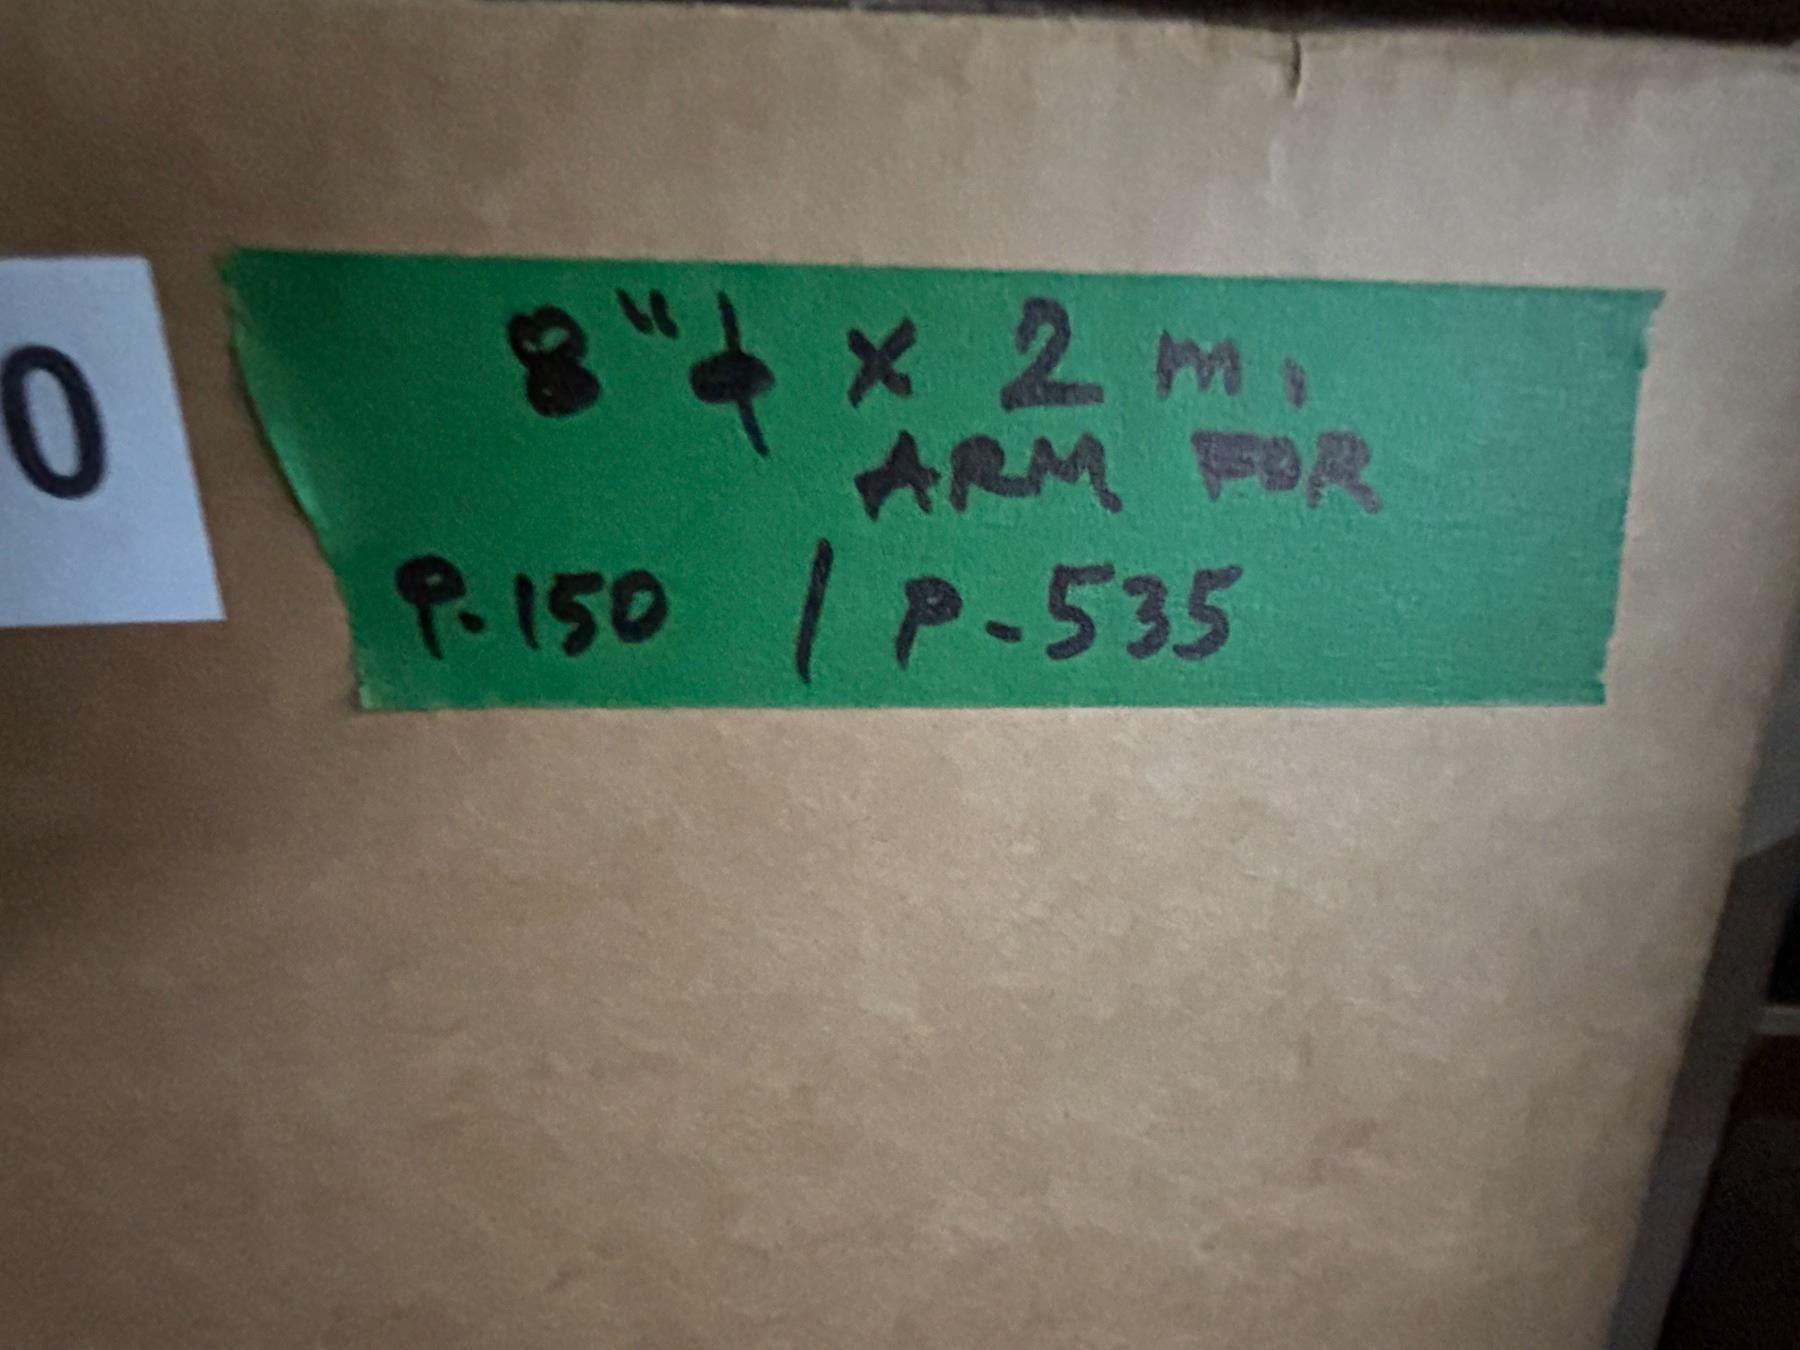 0
8"φ x 2 m.
ARM FOR
P.150 / P-535